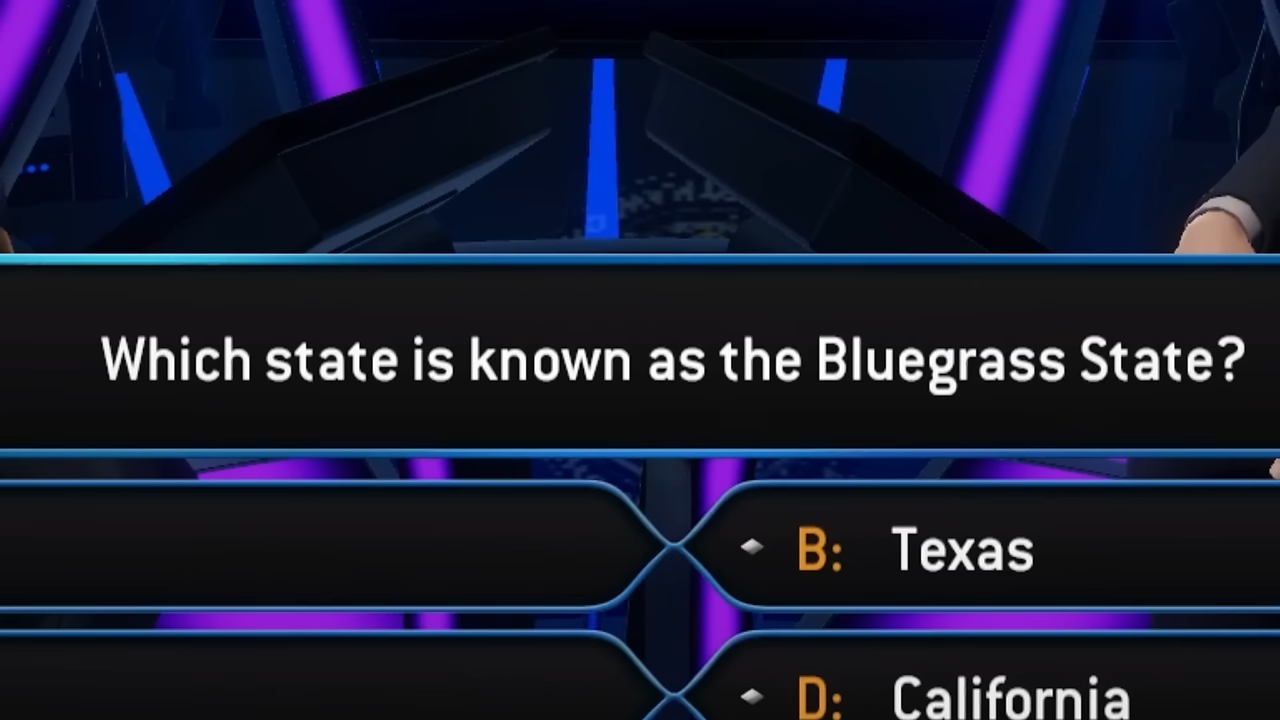 Which state is known as the Bluegrass State?
B: Texas
D: California